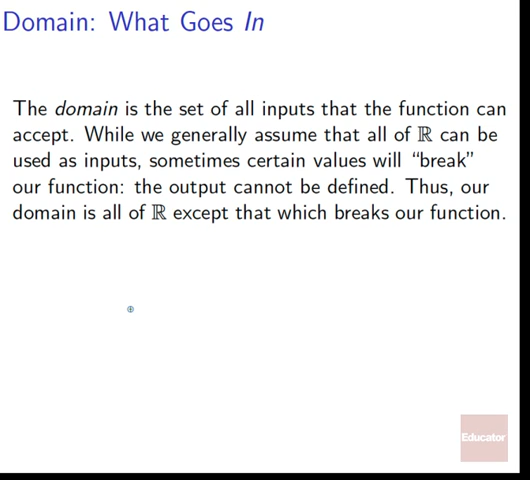 Domain: What Goes In
The domain is the set of all inputs that the function can
accept. While we generally assume that all of ℝ can be
used as inputs, sometimes certain values will “break”
our function: the output cannot be defined. Thus, our
domain is all of ℝ except that which breaks our function.
Educator